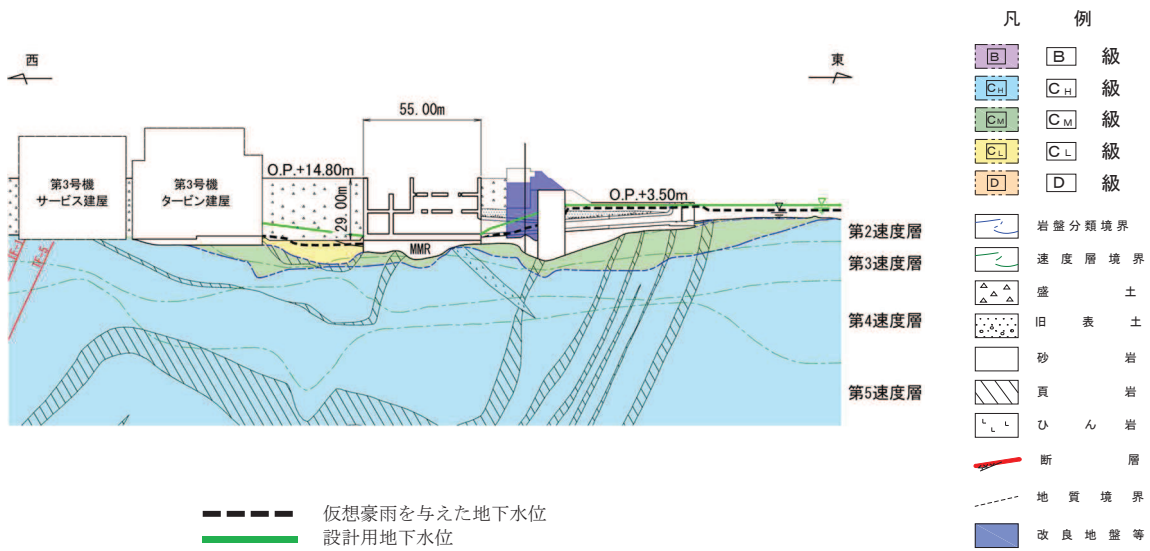 西
東
55.00m
O.P.+14.80m
29.00m
第3号機
サービス建屋
第3号機
タービン建屋
O.P.+3.50m
MMR
第2速度層
第3速度層
第4速度層
第5速度層
仮想豪雨を与えた地下水位
設計用地下水位
凡 例
B B 級
CH CH 級
CM CM 級
CL CL 級
D D 級
岩盤分類境界
速度層境界
盛土
旧表土
砂岩
頁岩
ひん岩
断層
地質境界
改良地盤等